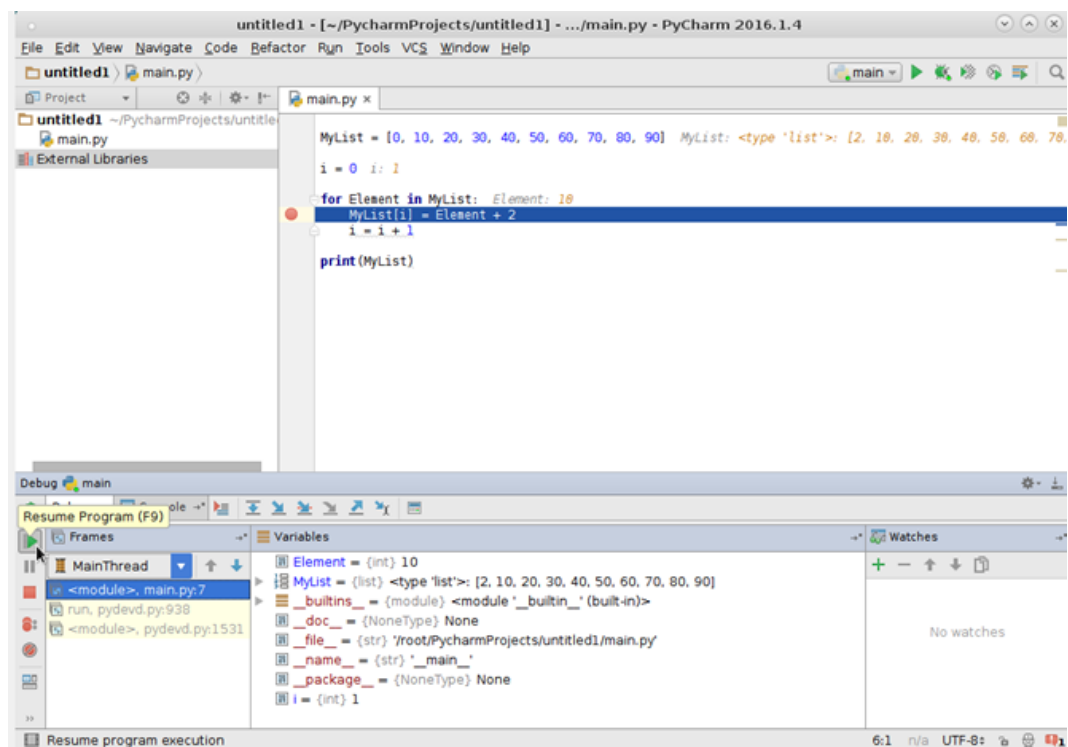 untitled1 - [~/PycharmProjects/untitled1] - .../main.py - PyCharm 2016.1.4
File Edit View Navigate Code Refactor Run Tools VCS Window Help
untitled1 main.py
main
Project
main.py ×
untitled1 ~/PycharmProjects/untitle
main.py
External Libraries
MyList = [0, 10, 20, 30, 40, 50, 60, 70, 80, 90] MyList: <type 'list'>: [2, 10, 20, 30, 40, 50, 60, 70,
i = 0 i: 1
for Element in MyList: Element: 10
MyList[i] = Element + 2
i = i + 1
print(MyList)
Debug main
ole
Resume Program (F9)
Frames
Variables
Watches
MainThread
<module>, main.py:7
run, pydevd.py:938
<module>, pydevd.py:1531
Element = {int} 10
MyList = {list} <type 'list'>: [2, 10, 20, 30, 40, 50, 60, 70, 80, 90]
__builtins__ = {module} <module '__builtin__' (built-in)>
__doc__ = {NoneType} None
__file__ = {str} '/root/PycharmProjects/untitled1/main.py'
__name__ = {str} '__main__'
__package__ = {NoneType} None
i = {int} 1
No watches
Resume program execution
6:1 n/a UTF-8 1